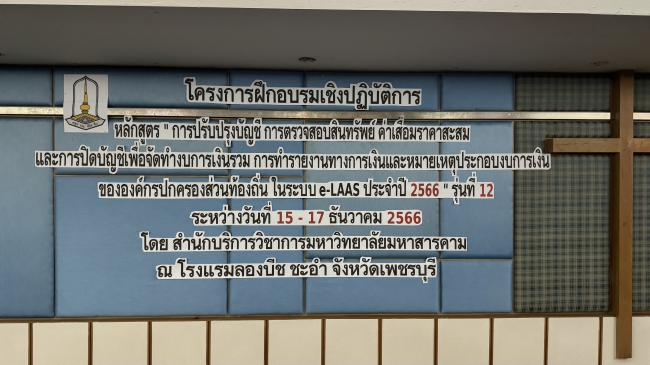 โครงการฝึกอบรมเชิงปฏิบัติการ
หลักสูตร " การปรับปรุงบัญชี การตรวจสอบสินทรัพย์ ค่าเสื่อมราคาสะสม
และการปิดบัญชีเพื่อจัดทำงบการเงินรวม การทำรายงานทางการเงินและหมายเหตุประกอบงบการเงิน
ขององค์กรปกครองส่วนท้องถิ่น ในระบบ e-LAAS ประจำปี 2566 " รุ่นที่ 12
ระหว่างวันที่ 15 - 17 ธันวาคม 2566
โดย สำนักบริการวิชาการมหาวิทยาลัยมหาสารคาม
ณ โรงแรมลองบีช ชะอำ จังหวัดเพชรบุรี